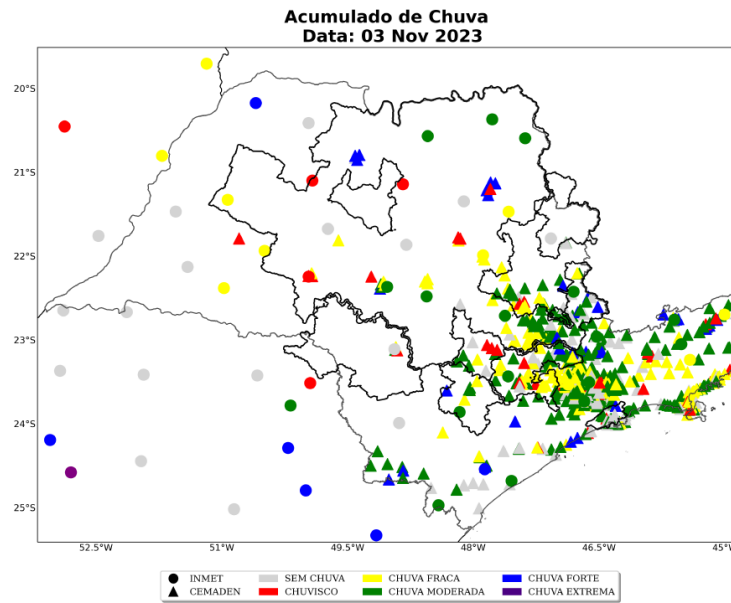 Acumulado de Chuva
Data: 03 Nov 2023
20°S
21°S
22°S
23°S
24°S
25°S
52.5°W 51°W 49.5°W 48°W 46.5°W 45°W
INMET SEM CHUVA CHUVA FRACA CHUVA FORTE
CEMADEN CHUVISCO CHUVA MODERADA CHUVA EXTREMA